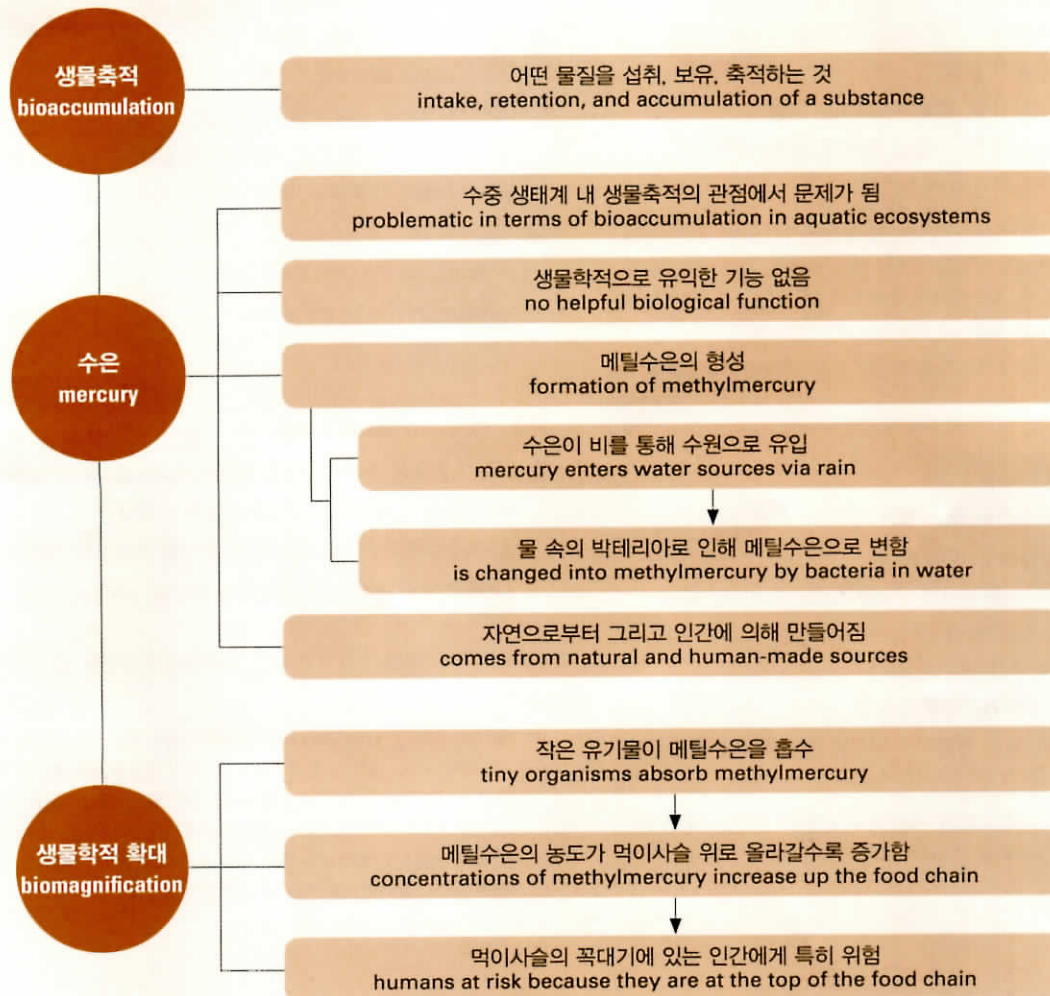 생물축적
bioaccumulation
어떤 물질을 섭취, 보유, 축적하는 것
intake, retention, and accumulation of a substance
수중 생태계 내 생물축적의 관점에서 문제가 됨
problematic in terms of bioaccumulation in aquatic ecosystems
생물학적으로 유익한 기능 없음
no helpful biological function
수은
mercury
메틸수은의 형성
formation of methylmercury
수은이 비를 통해 수원으로 유입
mercury enters water sources via rain
물 속의 박테리아로 인해 메틸수은으로 변함
is changed into methylmercury by bacteria in water
자연으로부터 그리고 인간에 의해 만들어짐
comes from natural and human-made sources
작은 유기물이 메틸수은을 흡수
tiny organisms absorb methylmercury
생물학적 확대
biomagnification
메틸수은의 농도가 먹이사슬 위로 올라갈수록 증가함
concentrations of methylmercury increase up the food chain
먹이사슬의 꼭대기에 있는 인간에게 특히 위험
humans at risk because they are at the top of the food chain